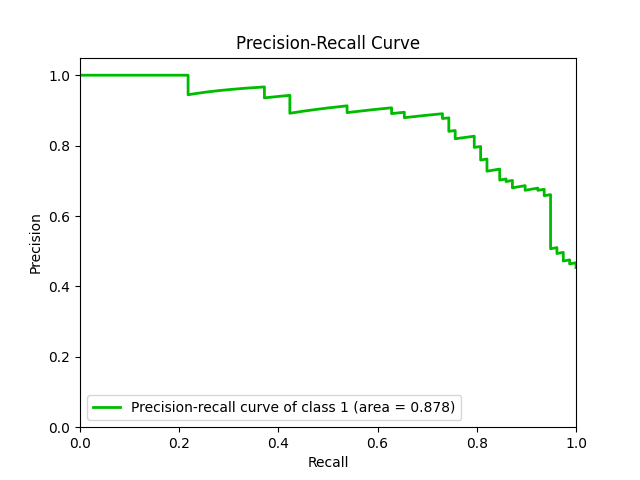 Precision-Recall Curve
1.0
0.8
0.6
0.4
0.2
0.0
Precision
Precision-recall curve of class 1 (area = 0.878)
0.0 0.2 0.4 0.6 0.8 1.0
Recall